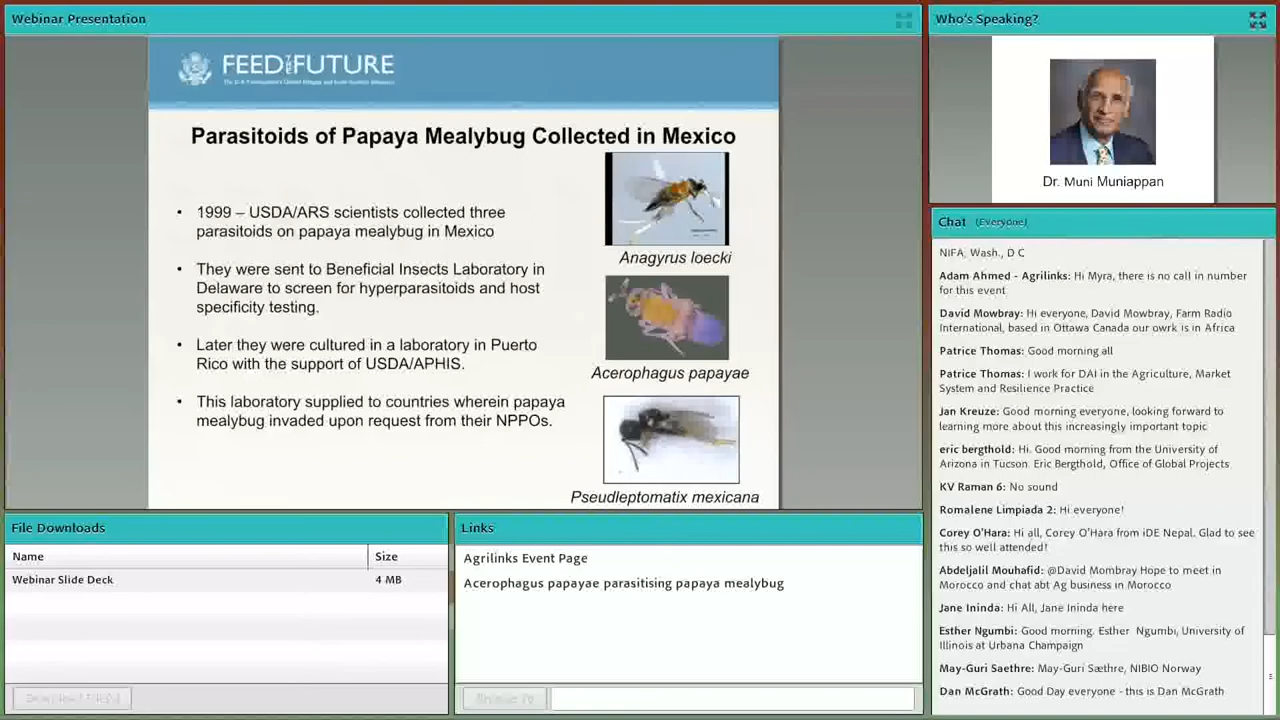 Webinar Presentation
FEED THE FUTURE
Parasitoids of Papaya Mealybug Collected in Mexico
• 1999 – USDA/ARS scientists collected three
parasitoids on papaya mealybug in Mexico
• They were sent to Beneficial Insects Laboratory in
Delaware to screen for hyperparasitoids and host
specificity testing.
• Later they were cultured in a laboratory in Puerto
Rico with the support of USDA/APHIS.
• This laboratory supplied to countries wherein papaya
mealybug invaded upon request from their NPPOs.
Anagyrus loecki
Acerophagus papayae
Pseudleptomatix mexicana
File Downloads
Name Size
Webinar Slide Deck 4 MB
Links
Agrilinks Event Page
Acerophagus papayae parasitising papaya mealybug
Browse To
Who's Speaking?
Dr. Muni Muniappan
Chat (Everyone)
NIFA, Wash., D C
Adam Ahmed - Agrilinks: Hi Myra, there is no call in number
for this event
David Mowbray: Hi everyone, David Mowbray, Farm Radio
International, based in Ottawa Canada our owrk is in Africa
Patrice Thomas: Good morning all
Patrice Thomas: I work for DAI in the Agriculture, Market
System and Resilience Practice
Jan Kreuze: Good morning everyone, looking forward to
learning more about this increasingly important topic
eric bergthold: Hi. Good morning from the University of
Arizona in Tucson. Eric Bergthold, Office of Global Projects
KV Raman 6: No sound
Romalene Limpiada 2: Hi everyone!
Corey O'Hara: Hi all, Corey O'Hara from iDE Nepal. Glad to see
this so well attended!
Abdeljalil Mouhafid: @David Mombray Hope to meet in
Morocco and chat abt Ag business in Morocco
Jane Ininda: Hi All, Jane Ininda here
Esther Ngumbi: Good morning. Esther Ngumbi, University of
Illinois at Urbana Champaign
May-Guri Saethre: May-Guri Sæthre, NIBIO Norway
Dan McGrath: Good Day everyone - this is Dan McGrath